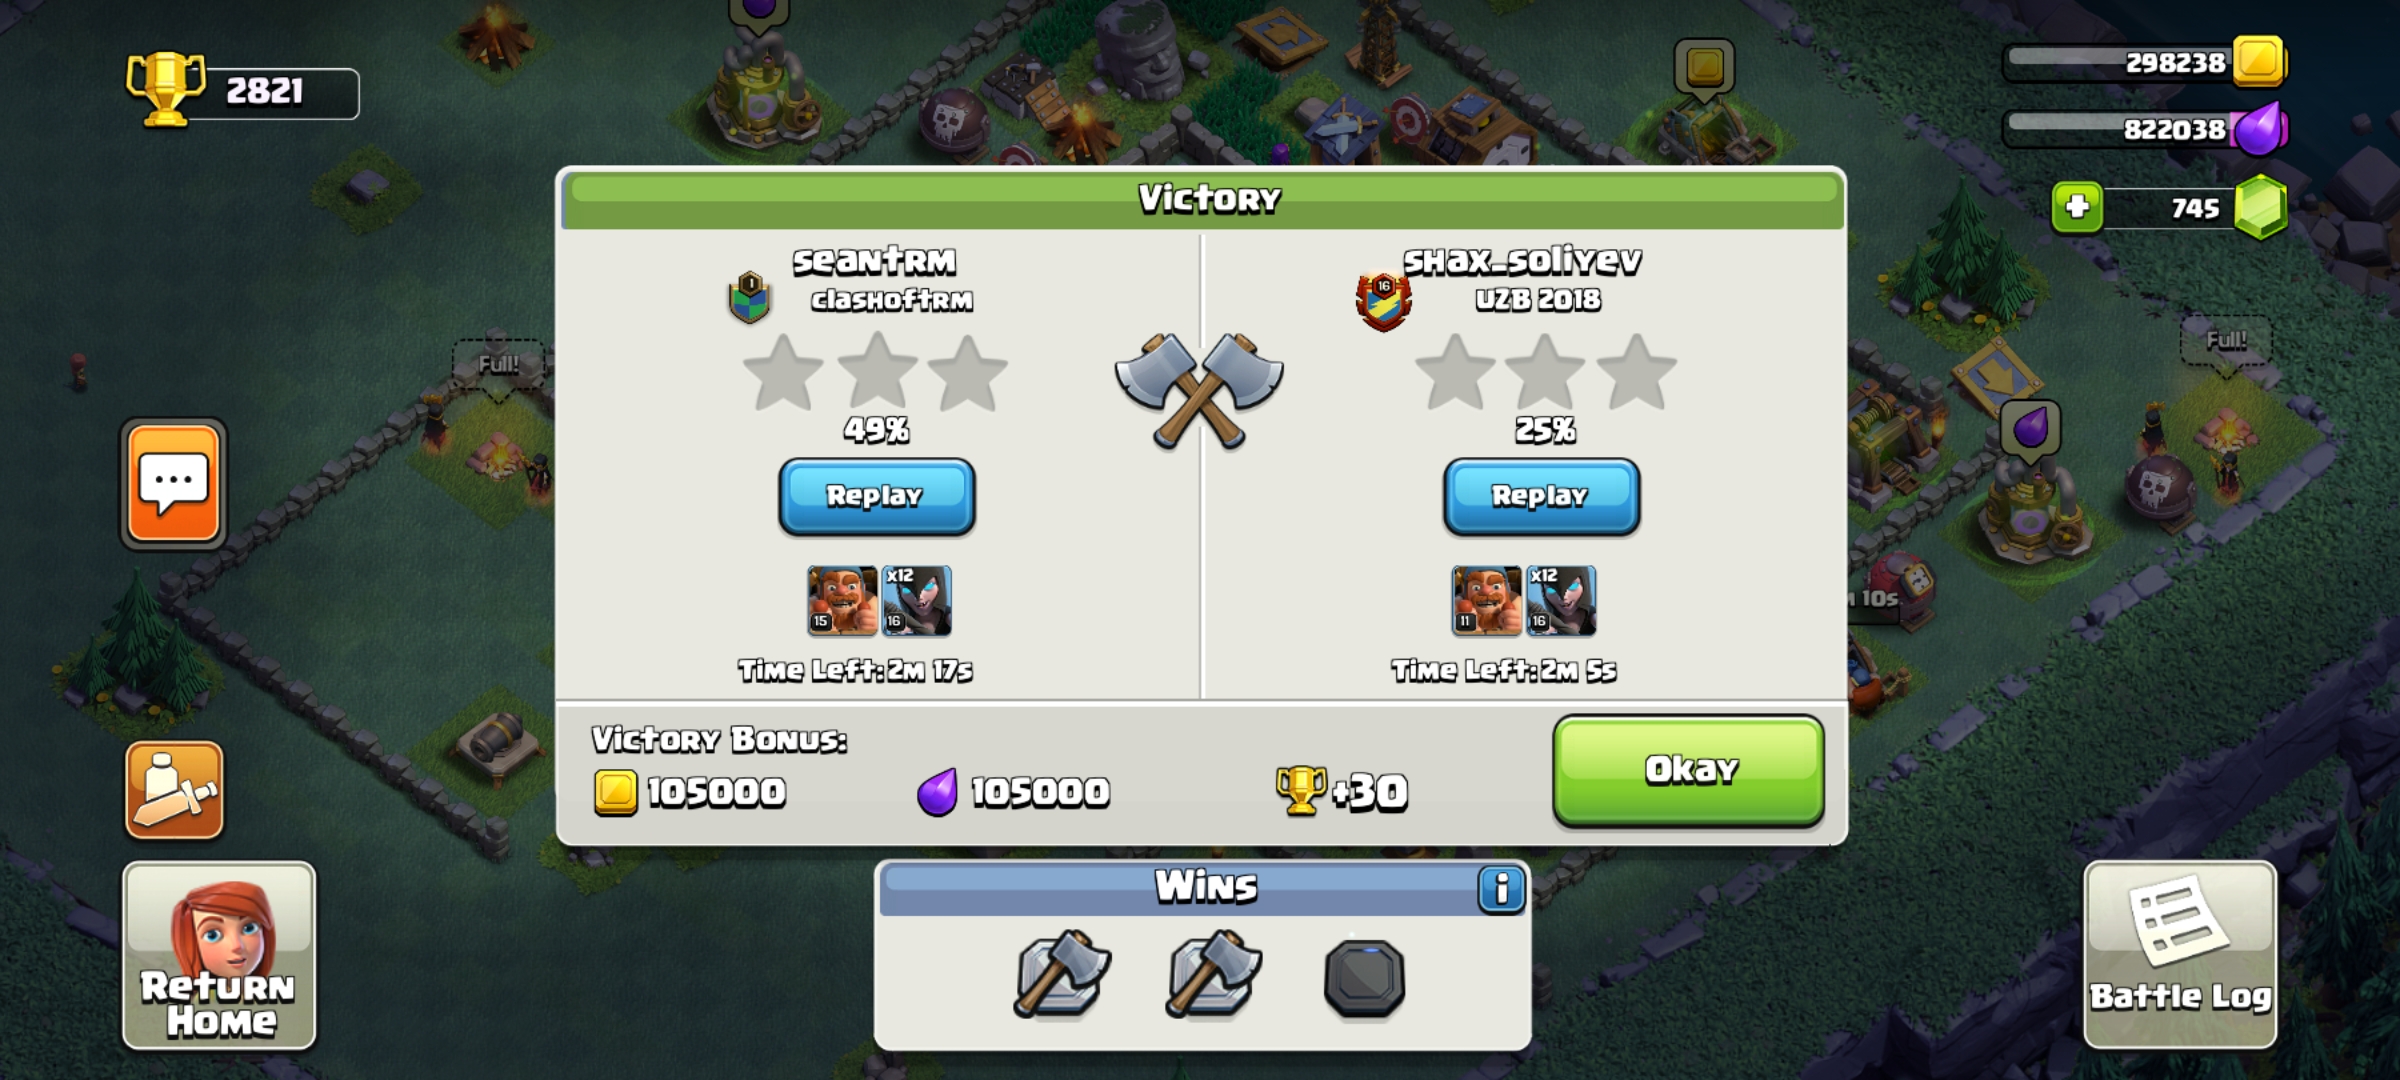 2821
298238
822038
745
Victory
seantrm
clashoftrm
1
49%
Replay
15
x12
16
Time Left:2m 17s
shax_soliyev
UZB 2018
16
25%
Replay
11
x12
16
Time Left:2m 5s
Full!
Full!
10s
Victory Bonus:
105000
105000
+30
Okay
Wins
i
Return
Home
Battle Log